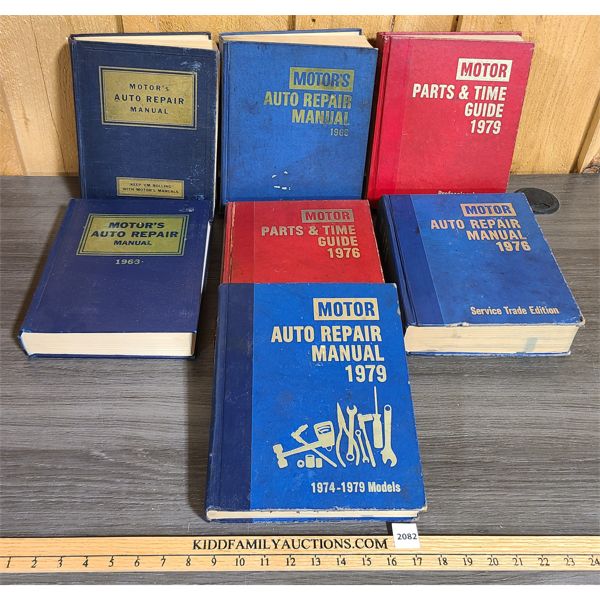 MOTOR'S
AUTO REPAIR
MANUAL
"KEEP 'EM ROLLING"
WITH MOTOR'S MANUALS
MOTOR'S
AUTO REPAIR
MANUAL
MOTOR
PARTS & TIME
GUIDE
1979
Professional
MOTOR'S
AUTO REPAIR
MANUAL
1963
MOTOR
PARTS & TIME
GUIDE
1976
MOTOR
AUTO REPAIR
MANUAL
1976
Service Trade Edition
MOTOR
AUTO REPAIR
MANUAL
1979
1974-1979 Models
KIDDFAMILYAUCTIONS.COM
2082
1 2 3 4 5 6 7 8 9 10 11 12 13 14 15 16 17 18 19 20 21 22 23 24